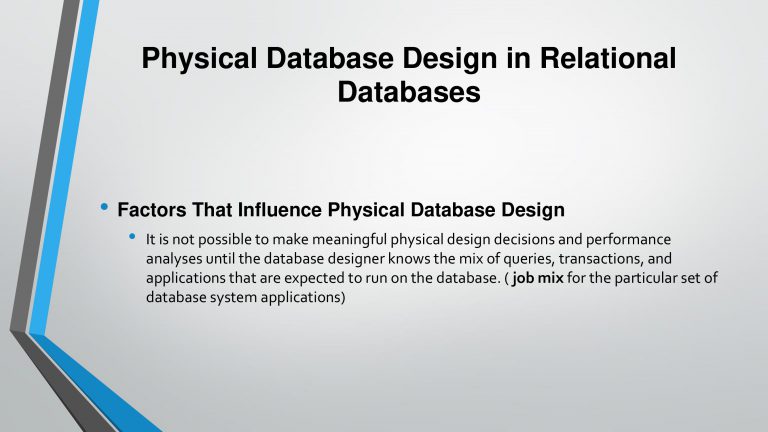 Physical Database Design in Relational
Databases
• Factors That Influence Physical Database Design
• It is not possible to make meaningful physical design decisions and performance
analyses until the database designer knows the mix of queries, transactions, and
applications that are expected to run on the database. ( job mix for the particular set of
database system applications)